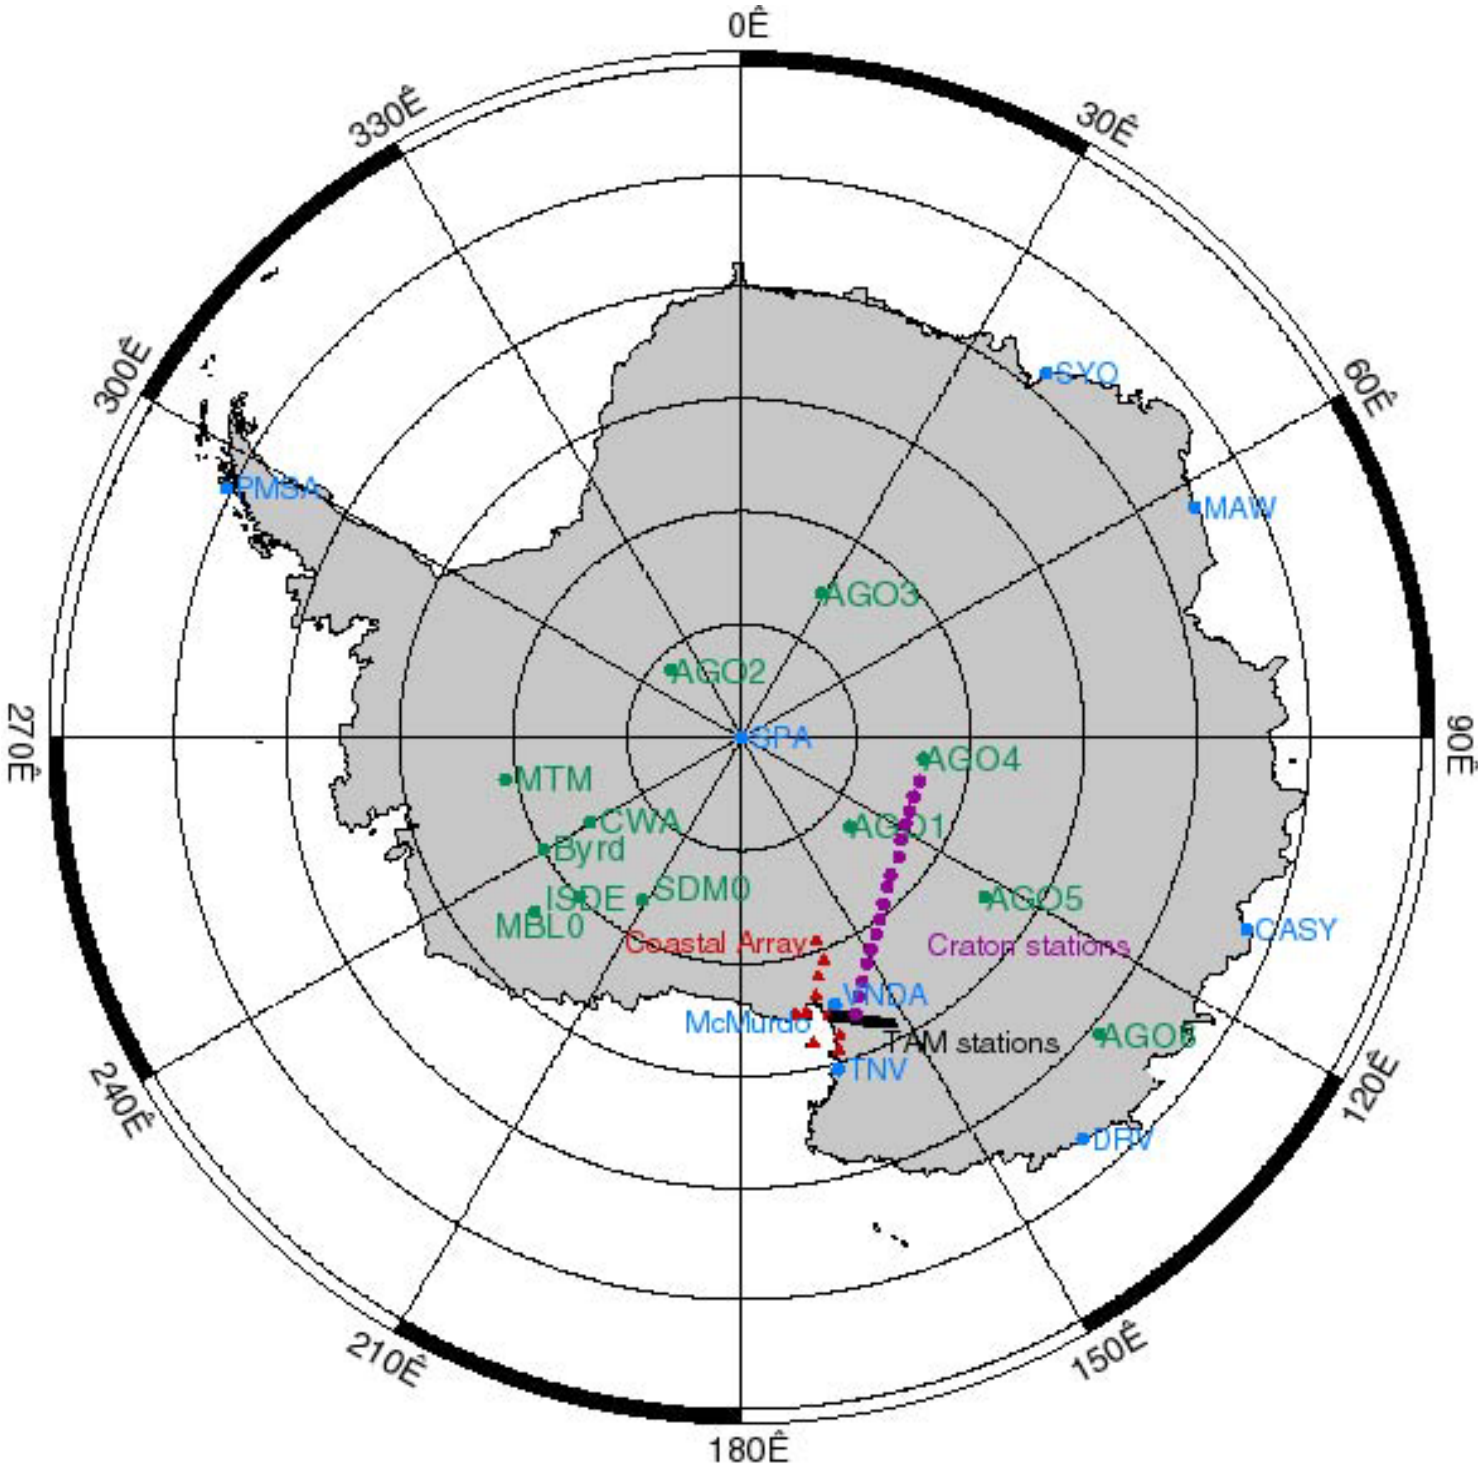 0Ê
330Ê
30Ê
300Ê
60Ê
SYO
PMSA
MAW
AGO3
AGO2
270Ê
SPA
90Ê
AGO4
MTM
CWA
AGO1
Byrd
ISDE
SDM0
AGO5
MBL0
CASY
Coastal Array
Craton stations
VNDA
McMurdo
AGO6
TAM stations
TNV
240Ê
120Ê
DRV
210Ê
150Ê
180Ê